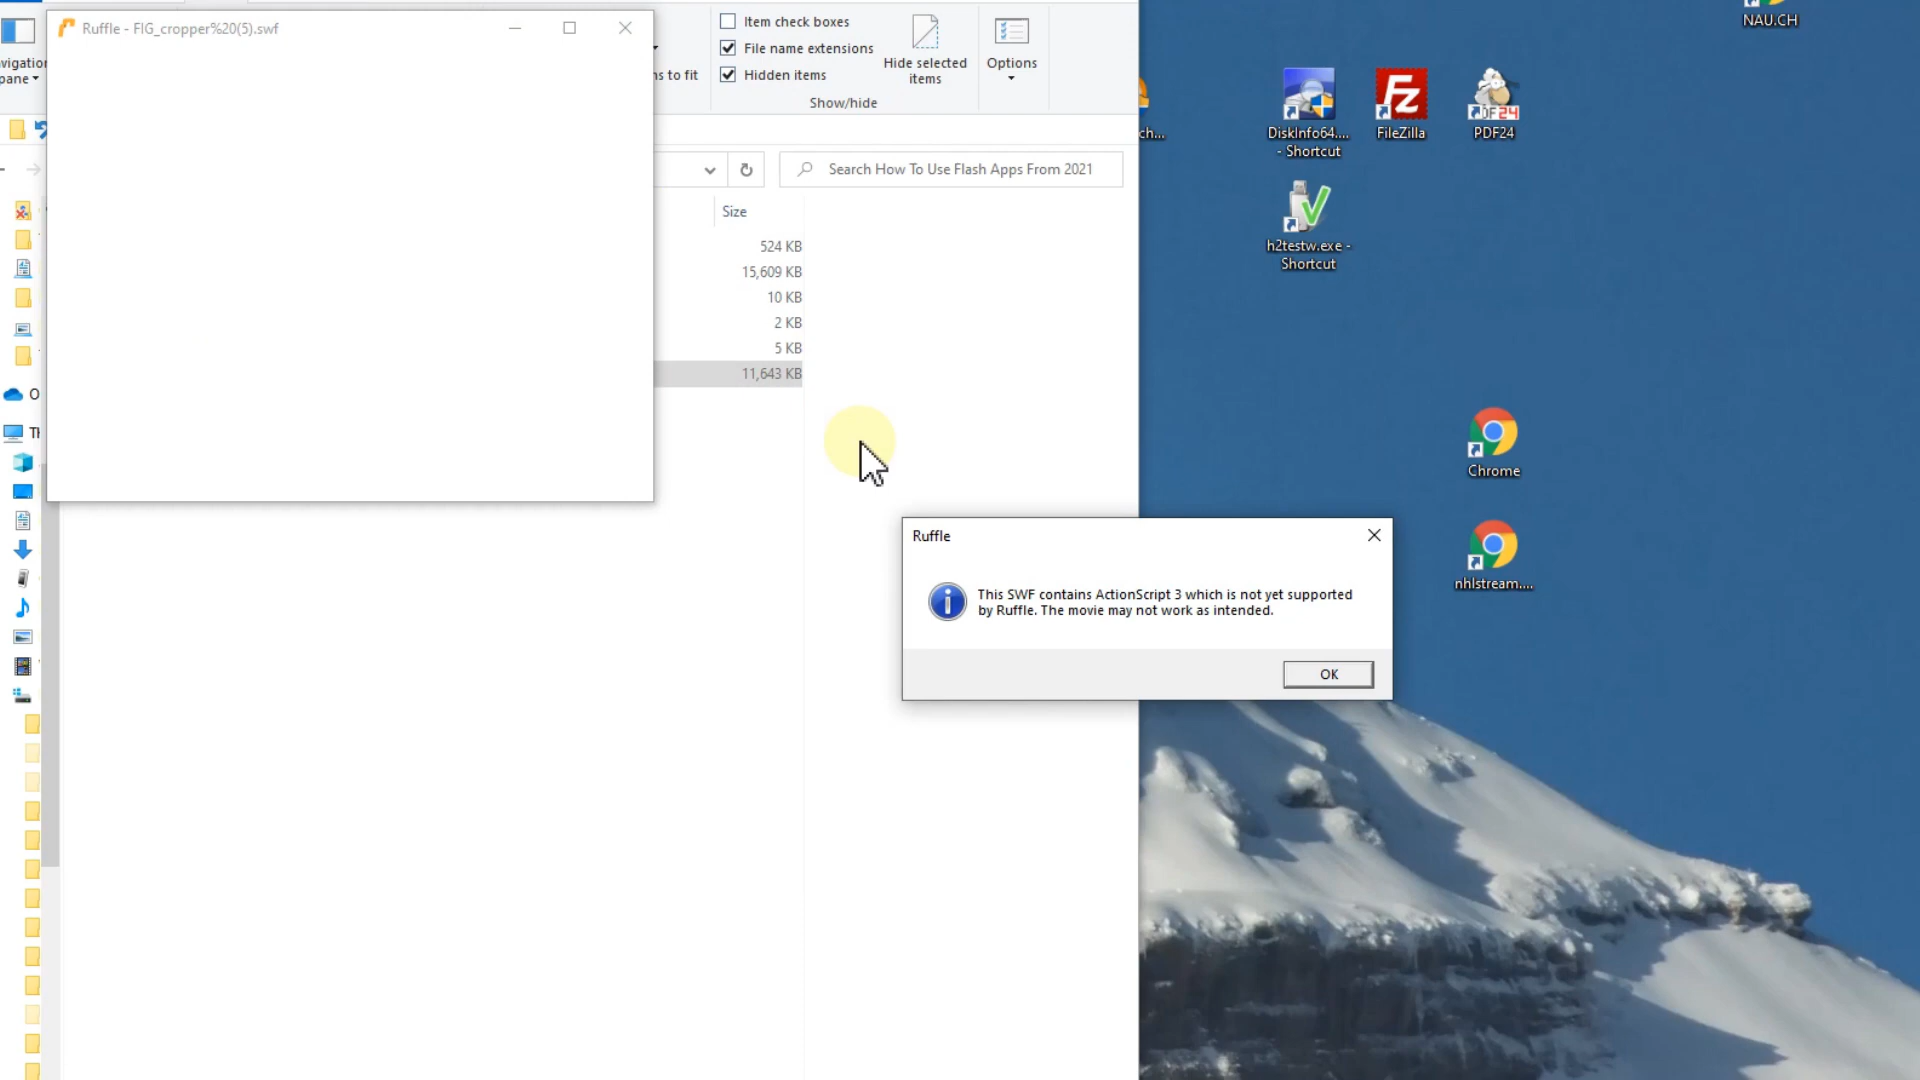 Ruffle - FIG_cropper%20(5).swf
vigation
pane
ns to fit
Item check boxes
File name extensions
Hidden items
Hide selected
items
Options
Show/hide
Search How To Use Flash Apps From 2021
Size
524 KB
15,609 KB
10 KB
2 KB
5 KB
11,643 KB
O
Th
ch...
NAU.CH
DiskInfo64....
- Shortcut
FileZilla
PDF24
h2testw.exe -
Shortcut
Chrome
nhlstream....
Ruffle
This SWF contains ActionScript 3 which is not yet supported
by Ruffle. The movie may not work as intended.
OK